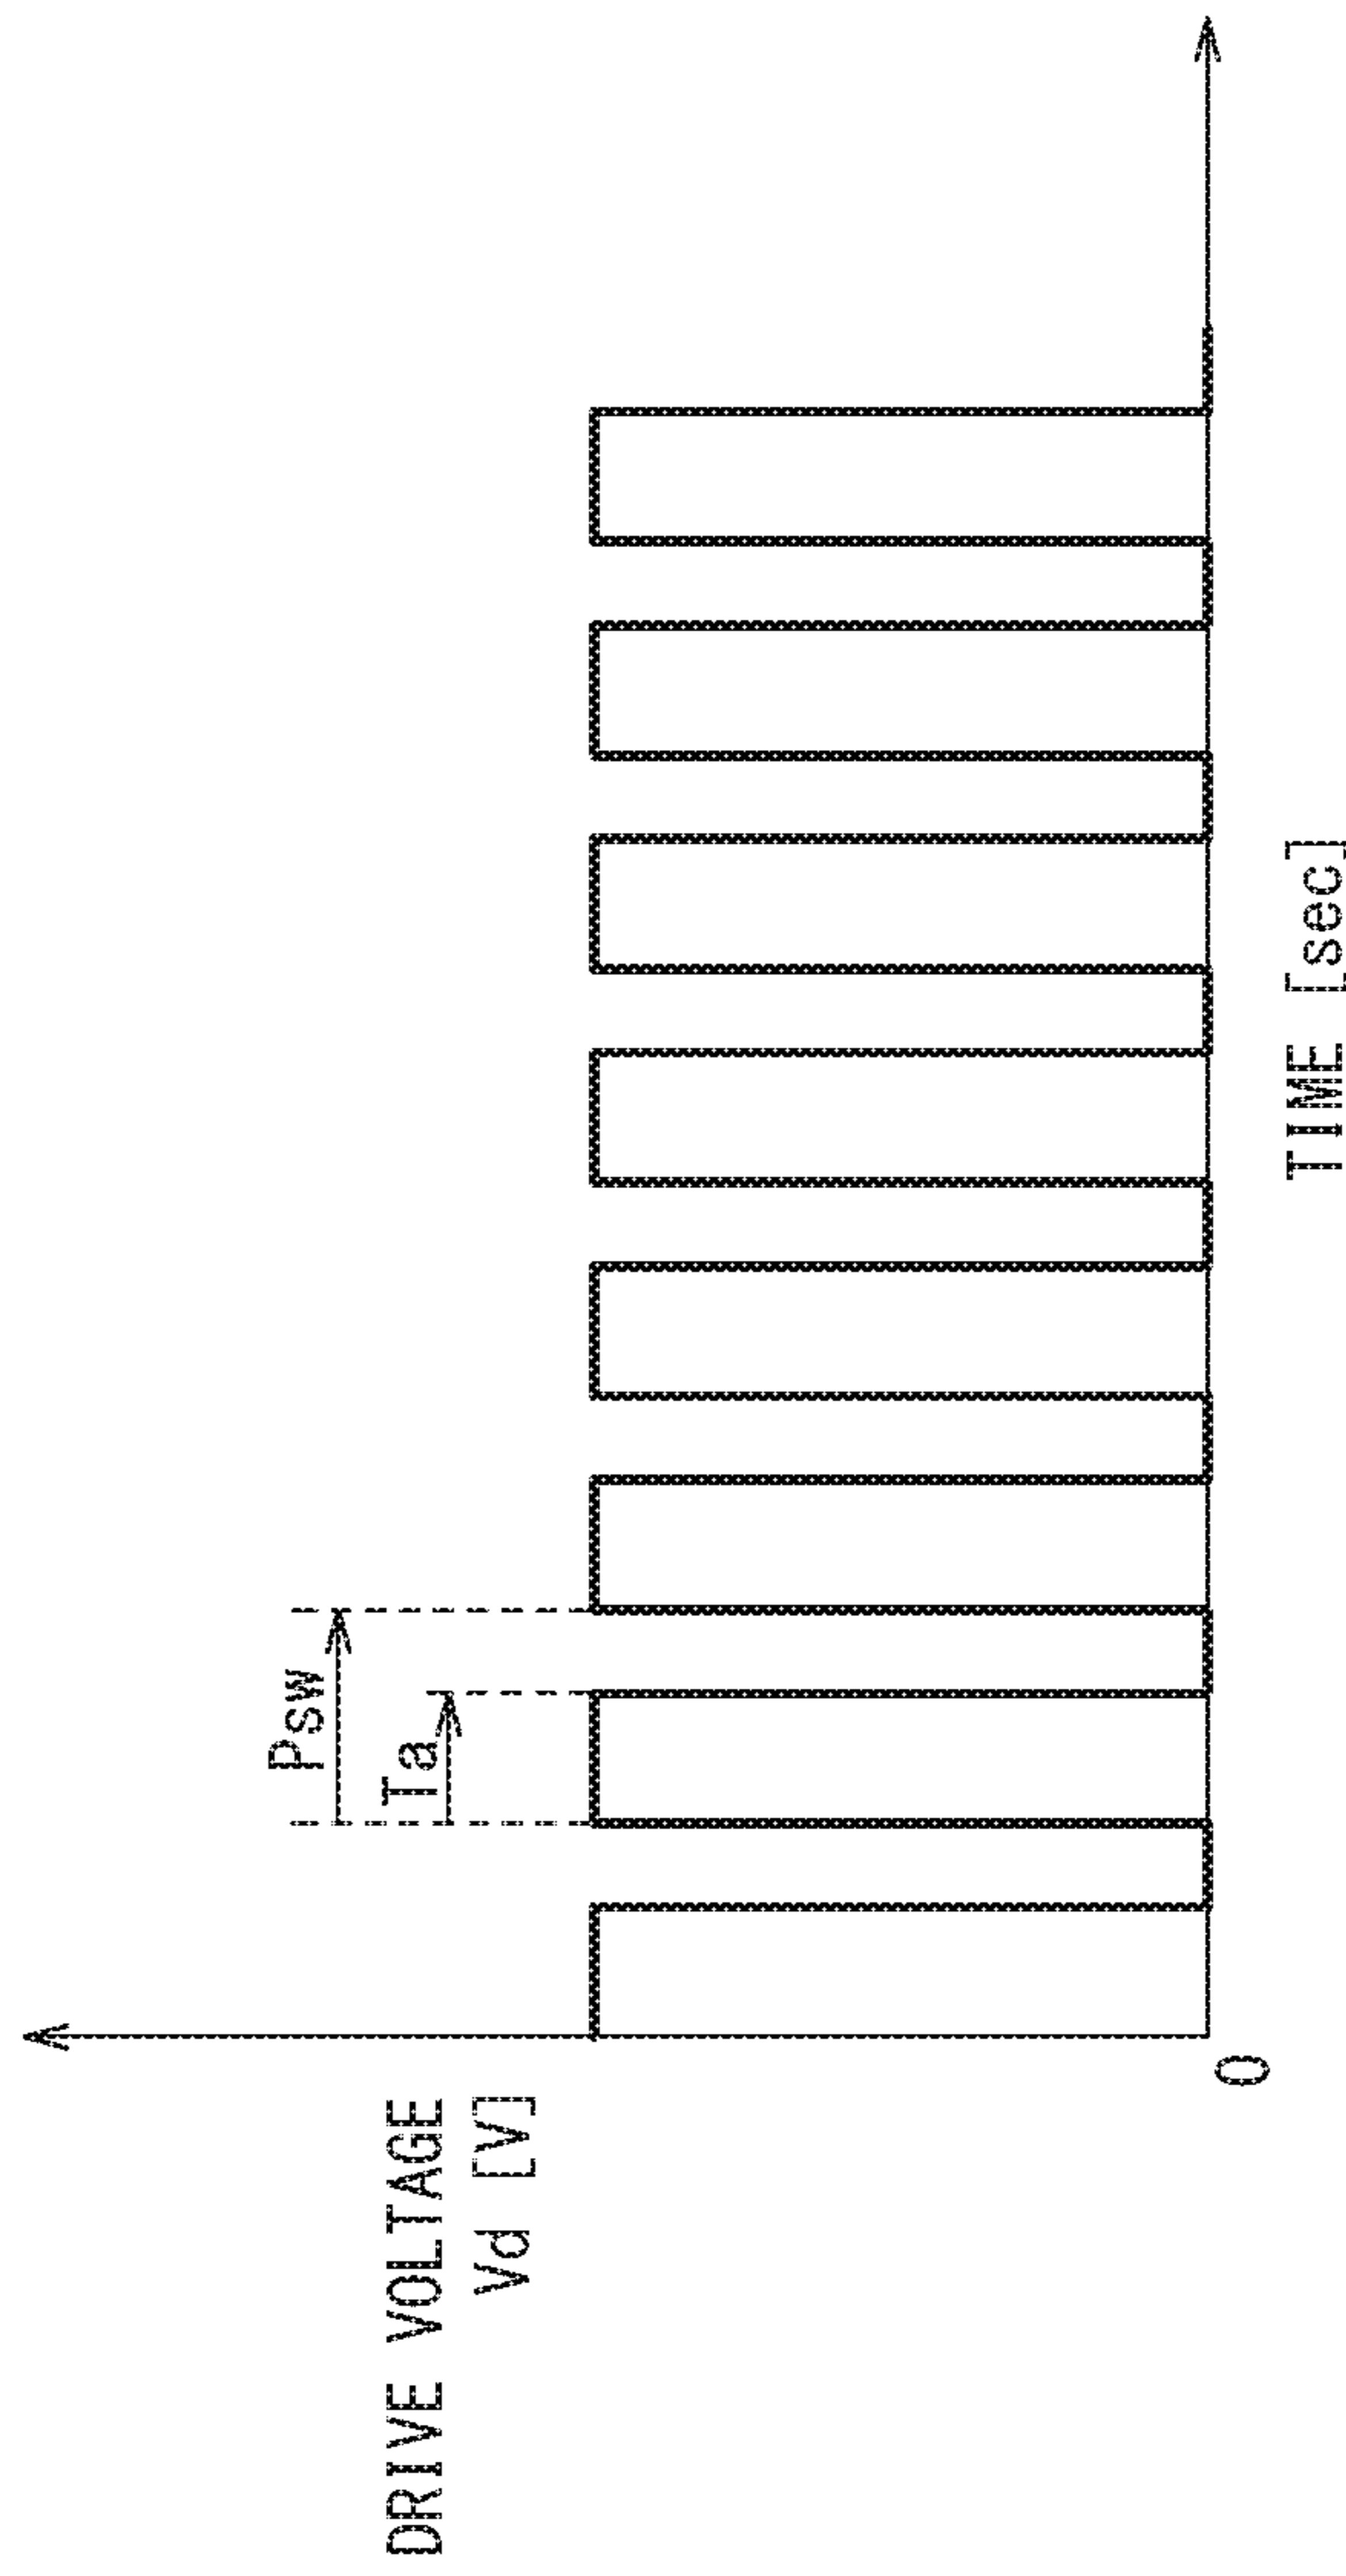 DRIVE VOLTAGE
Vd [V]
Psw
Ta
0
TIME [sec]